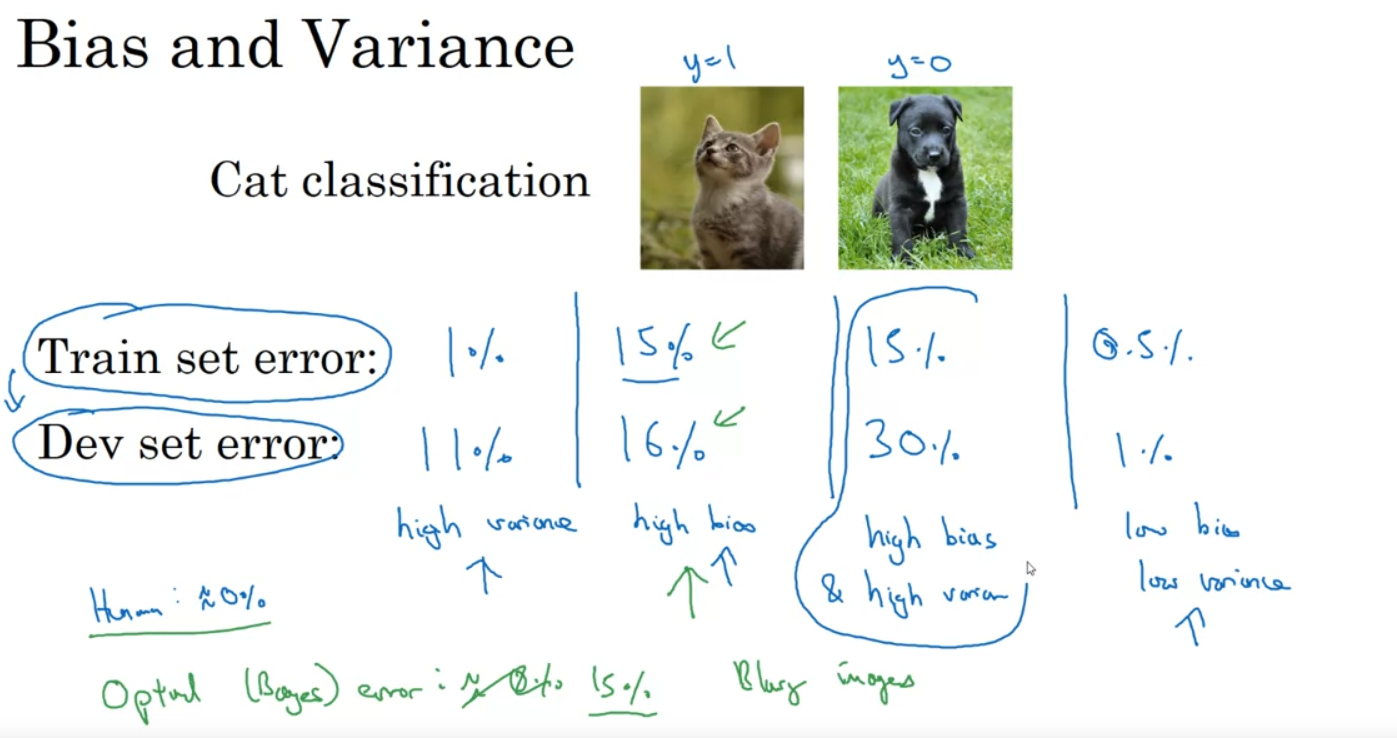 Bias and Variance
y=1 y=0
Cat classification
Train set error: 1% 15% 15% 0.5%
Dev set error: 11% 16% 30% 1%
high variance high bias high bias low bias
& high varian low variance
Human: ≈0%
Optiml (Bayes) error: ≈0% 15% Blury images